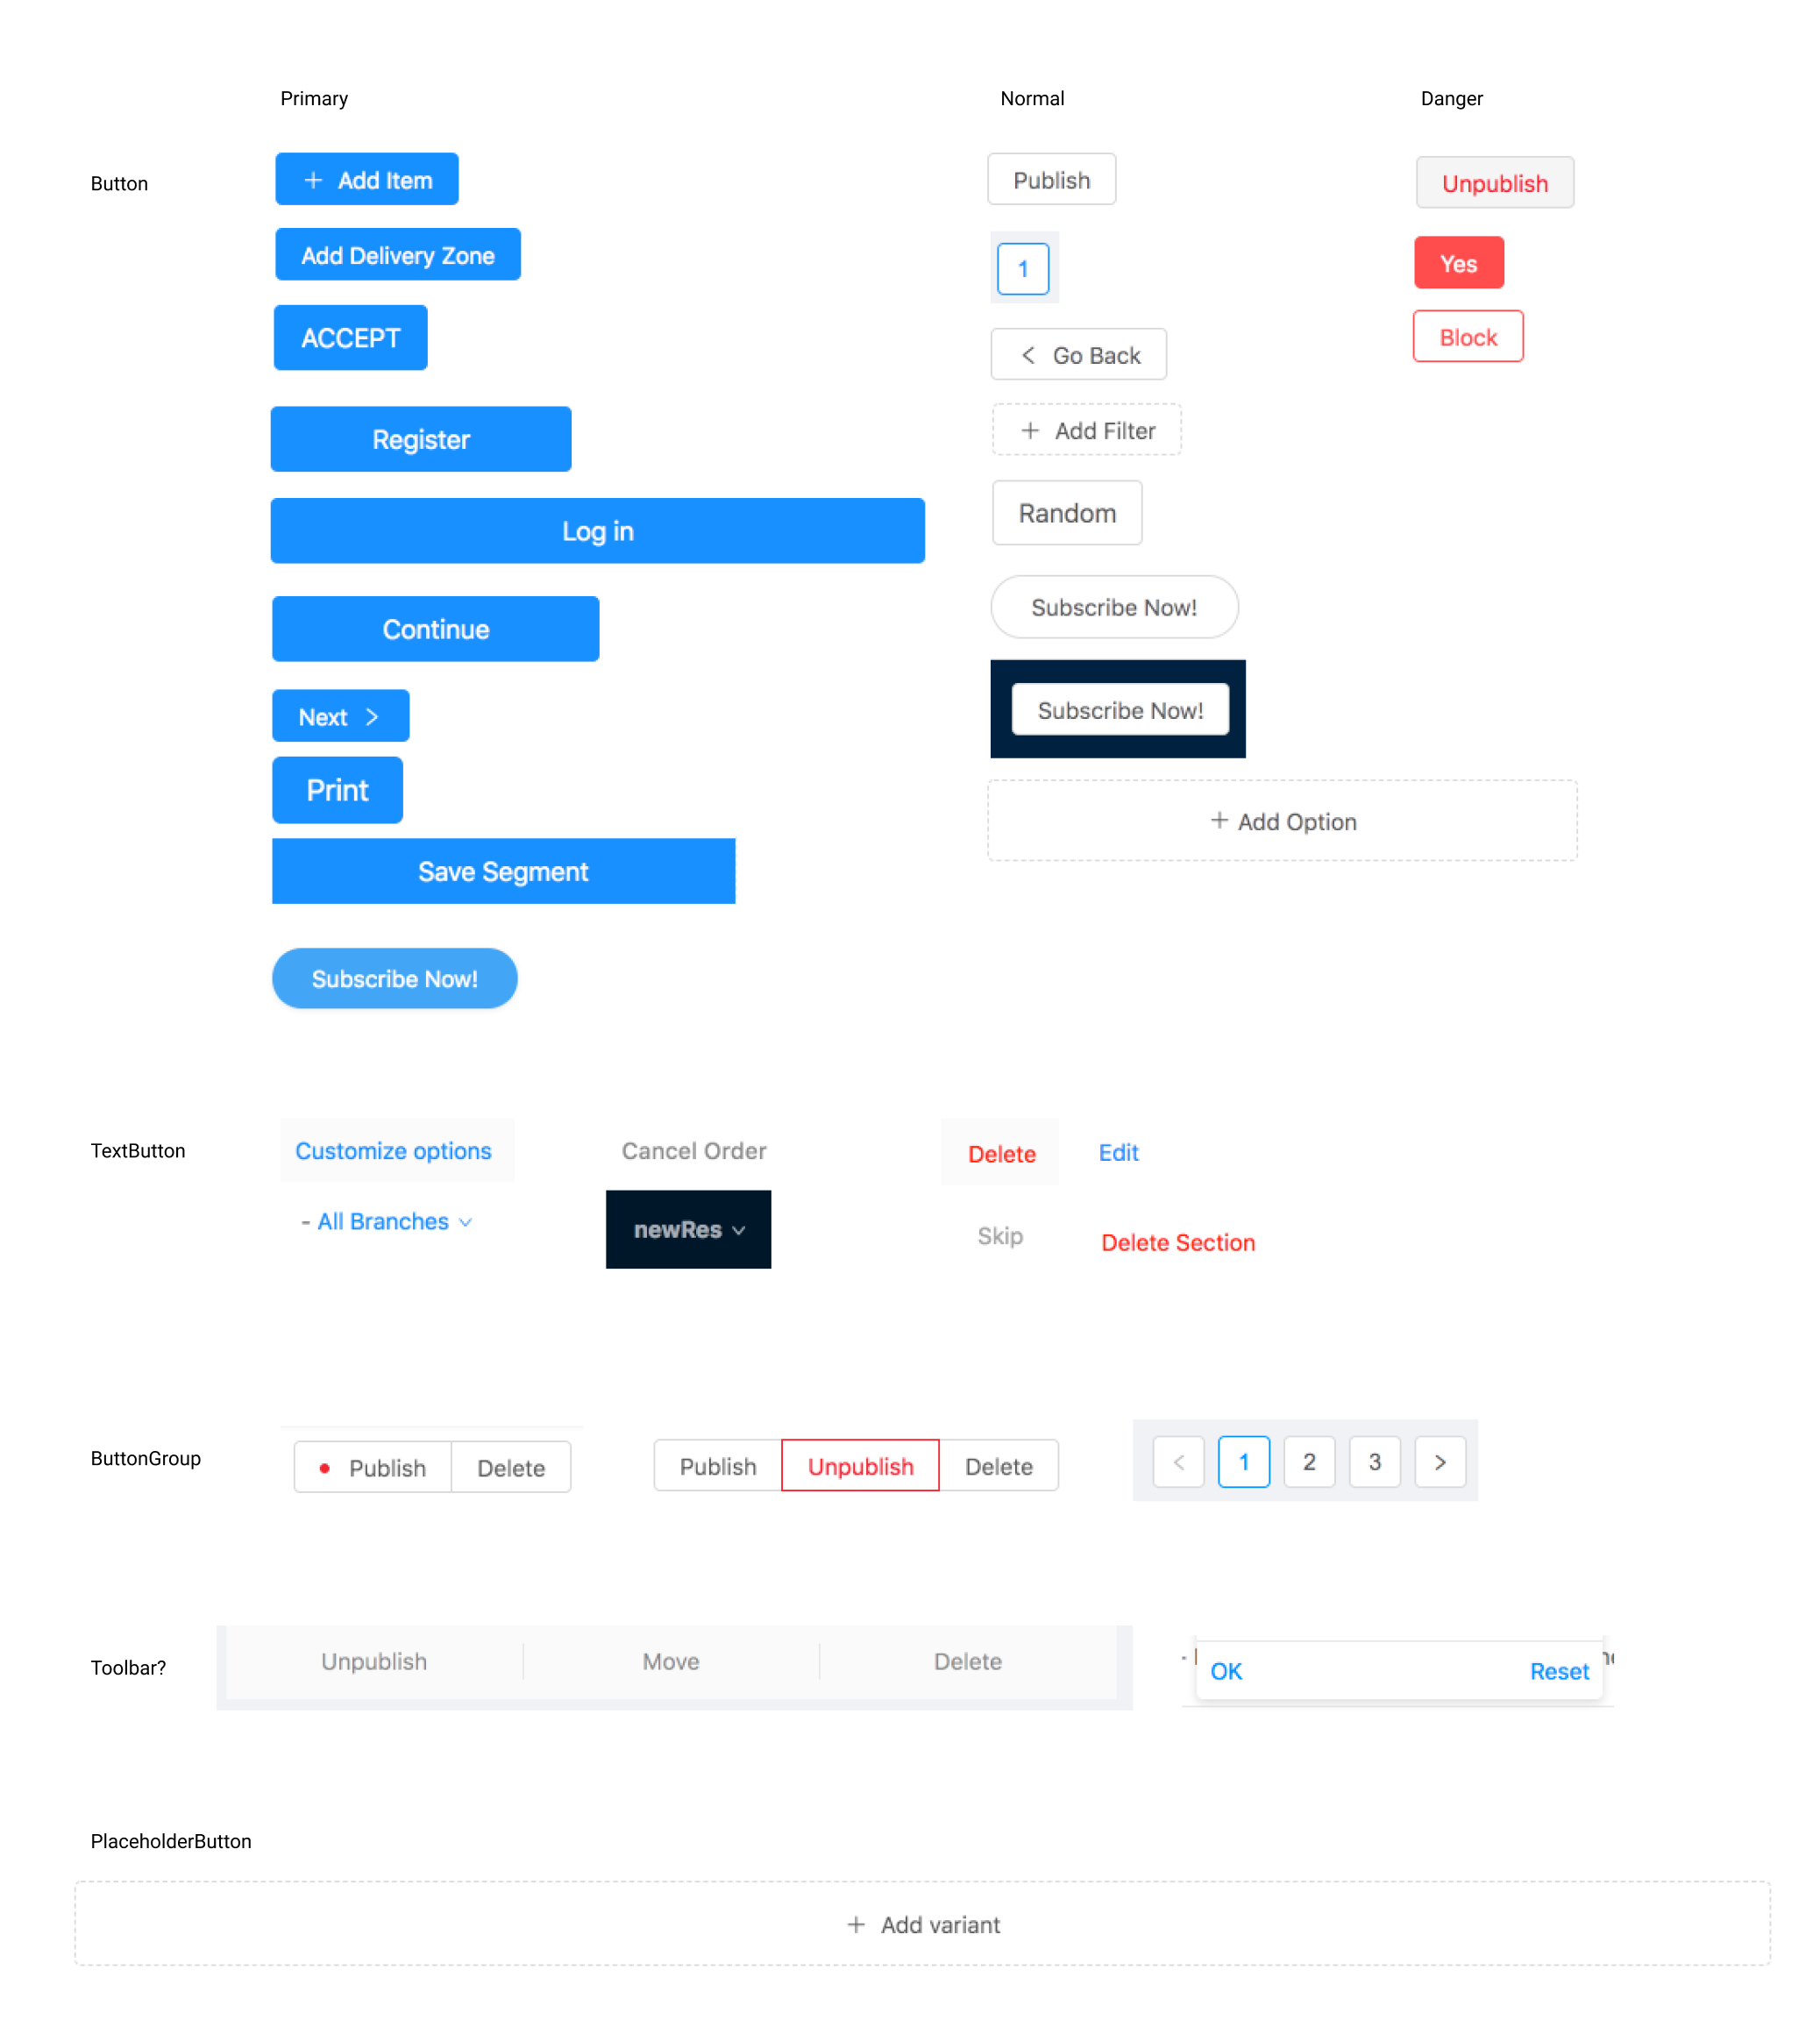 Primary
Normal
Danger
Button
+ Add Item
Publish
Unpublish
Add Delivery Zone
1
Yes
ACCEPT
< Go Back
Block
Register
+ Add Filter
Log in
Random
Continue
Subscribe Now!
Next >
Subscribe Now!
Print
+ Add Option
Save Segment
Subscribe Now!
TextButton
Customize options
Cancel Order
Delete
Edit
- All Branches
newRes
Skip
Delete Section
ButtonGroup
Publish
Delete
Publish
Unpublish
Delete
< 1 2 3 >
Toolbar?
Unpublish
Move
Delete
OK
Reset
PlaceholderButton
+ Add variant